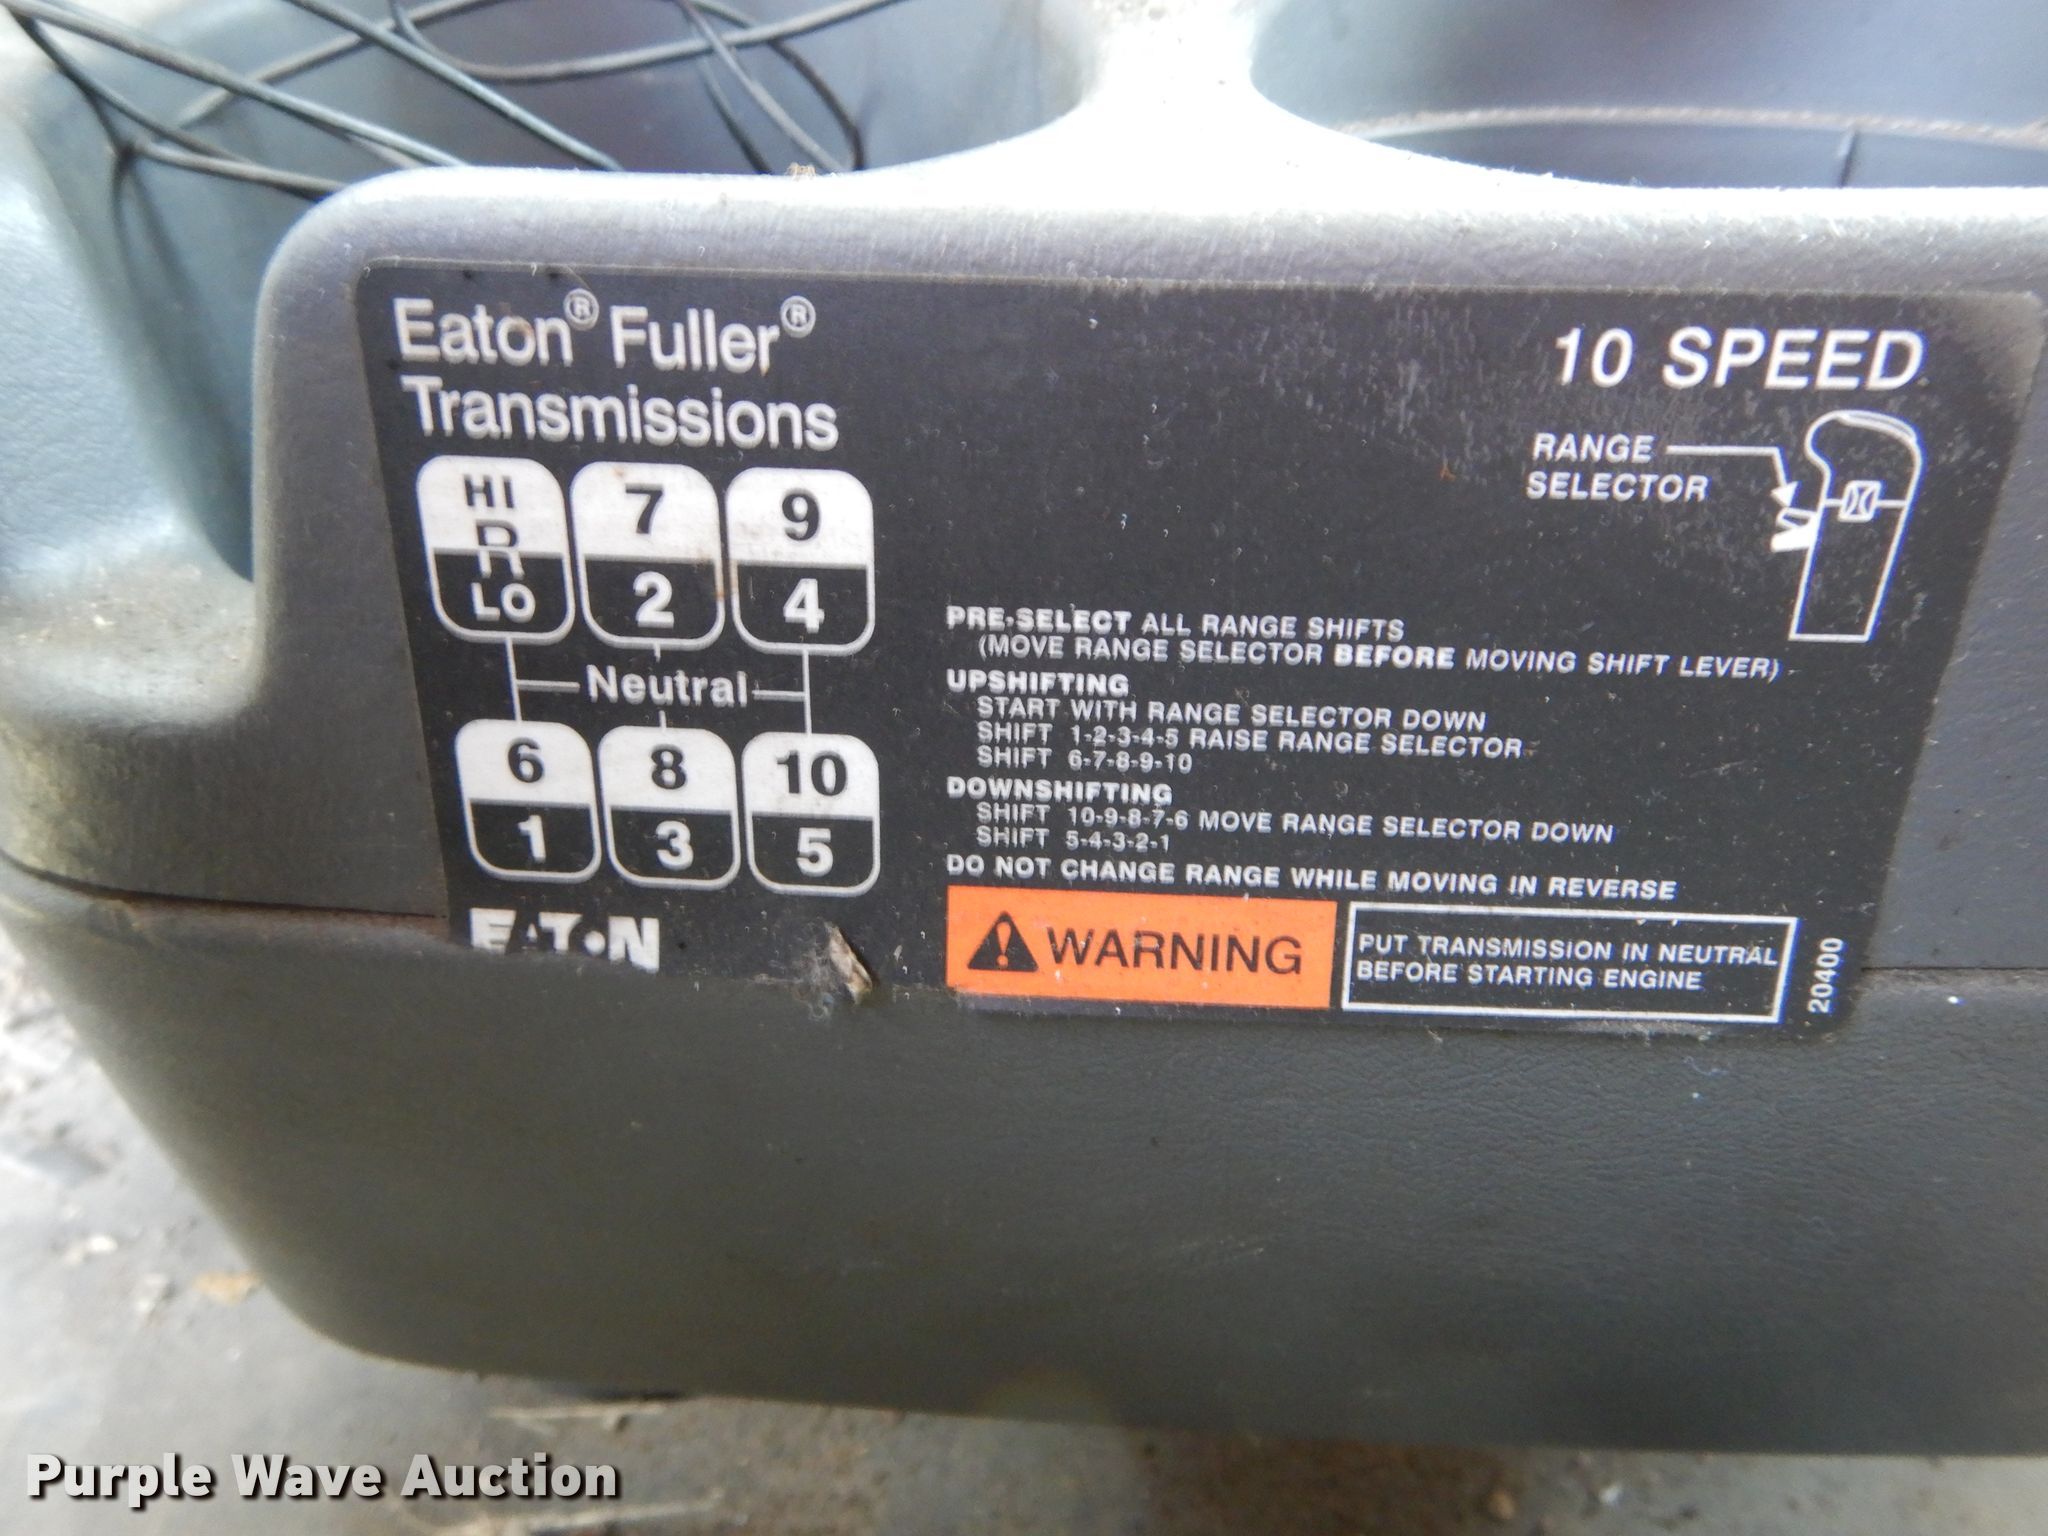 Eaton® Fuller®
Transmissions
HI
R
LO
7
2
9
4
Neutral
6
1
8
3
10
5
EATON
10 SPEED
RANGE
SELECTOR
PRE-SELECT ALL RANGE SHIFTS
(MOVE RANGE SELECTOR BEFORE MOVING SHIFT LEVER)
UPSHIFTING
START WITH RANGE SELECTOR DOWN
SHIFT 1-2-3-4-5 RAISE RANGE SELECTOR
SHIFT 6-7-8-9-10
DOWNSHIFTING
SHIFT 10-9-8-7-6 MOVE RANGE SELECTOR DOWN
SHIFT 5-4-3-2-1
DO NOT CHANGE RANGE WHILE MOVING IN REVERSE
WARNING
PUT TRANSMISSION IN NEUTRAL
BEFORE STARTING ENGINE
20400
Purple Wave Auction